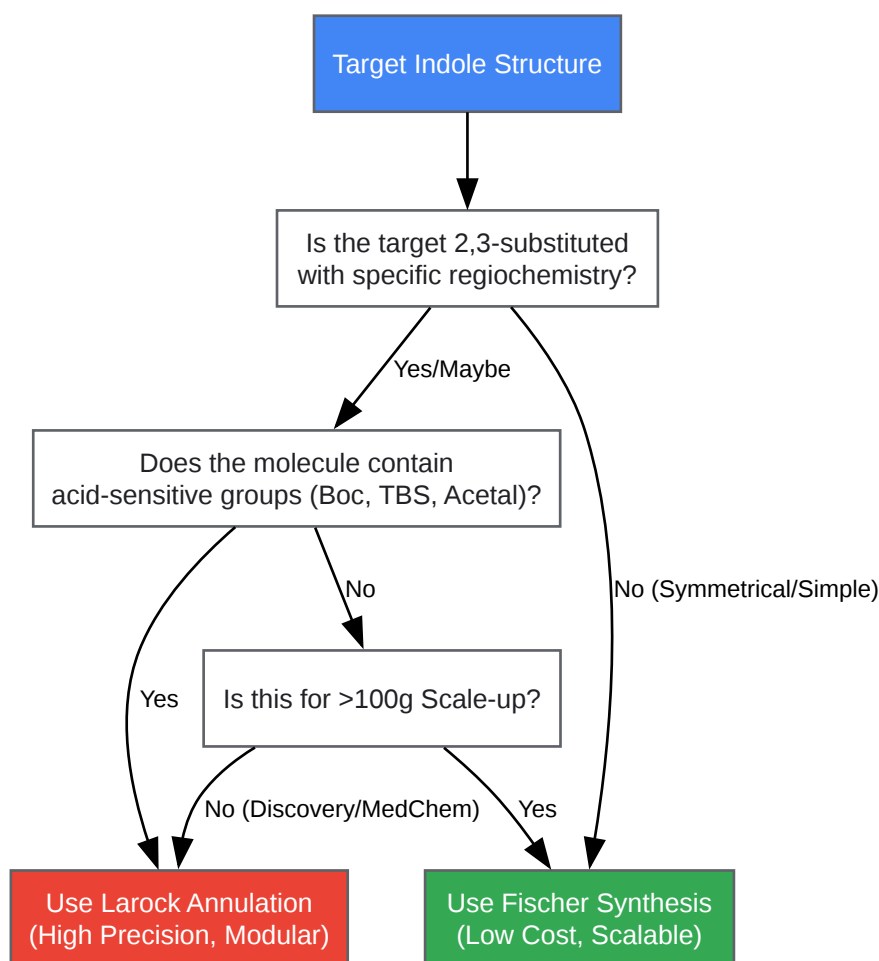 Target Indole Structure
Is the target 2,3-substituted
with specific regiochemistry?
Yes/Maybe
Does the molecule contain
acid-sensitive groups (Boc, TBS, Acetal)?
No
No (Symmetrical/Simple)
Yes
Is this for >100g Scale-up?
No (Discovery/MedChem)
Yes
Use Larock Annulation
(High Precision, Modular)
Use Fischer Synthesis
(Low Cost, Scalable)